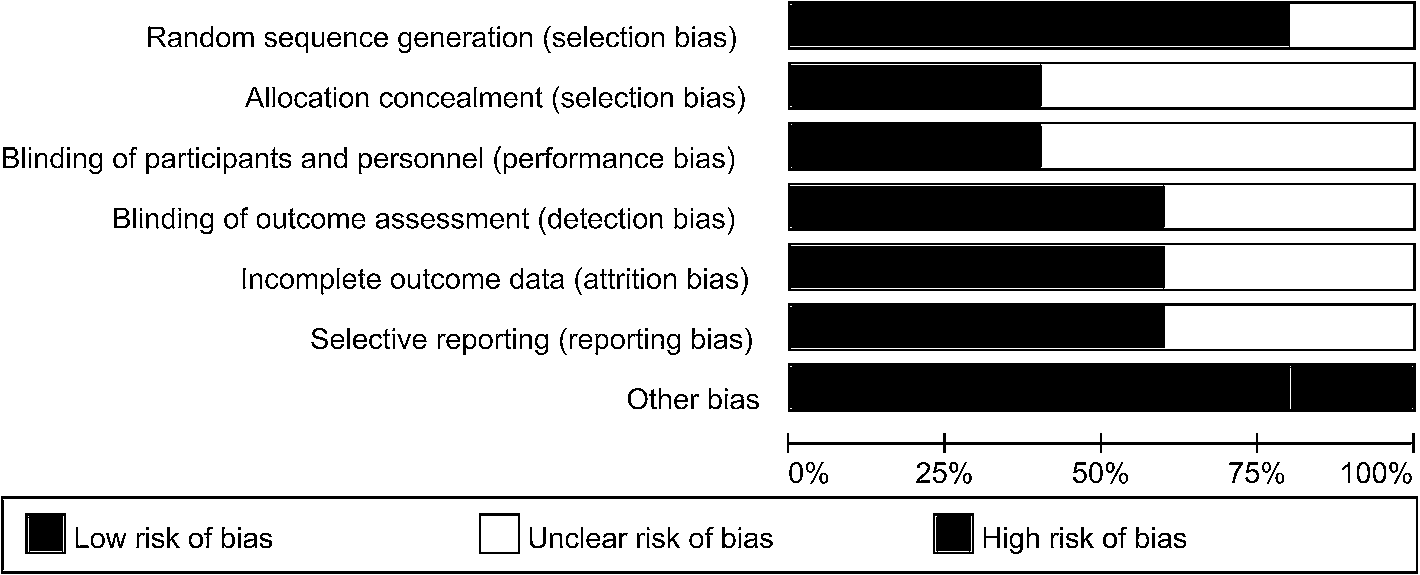 Random sequence generation (selection bias)
Allocation concealment (selection bias)
Blinding of participants and personnel (performance bias)
Blinding of outcome assessment (detection bias)
Incomplete outcome data (attrition bias)
Selective reporting (reporting bias)
Other bias
0% 25% 50% 75% 100%
Low risk of bias Unclear risk of bias High risk of bias